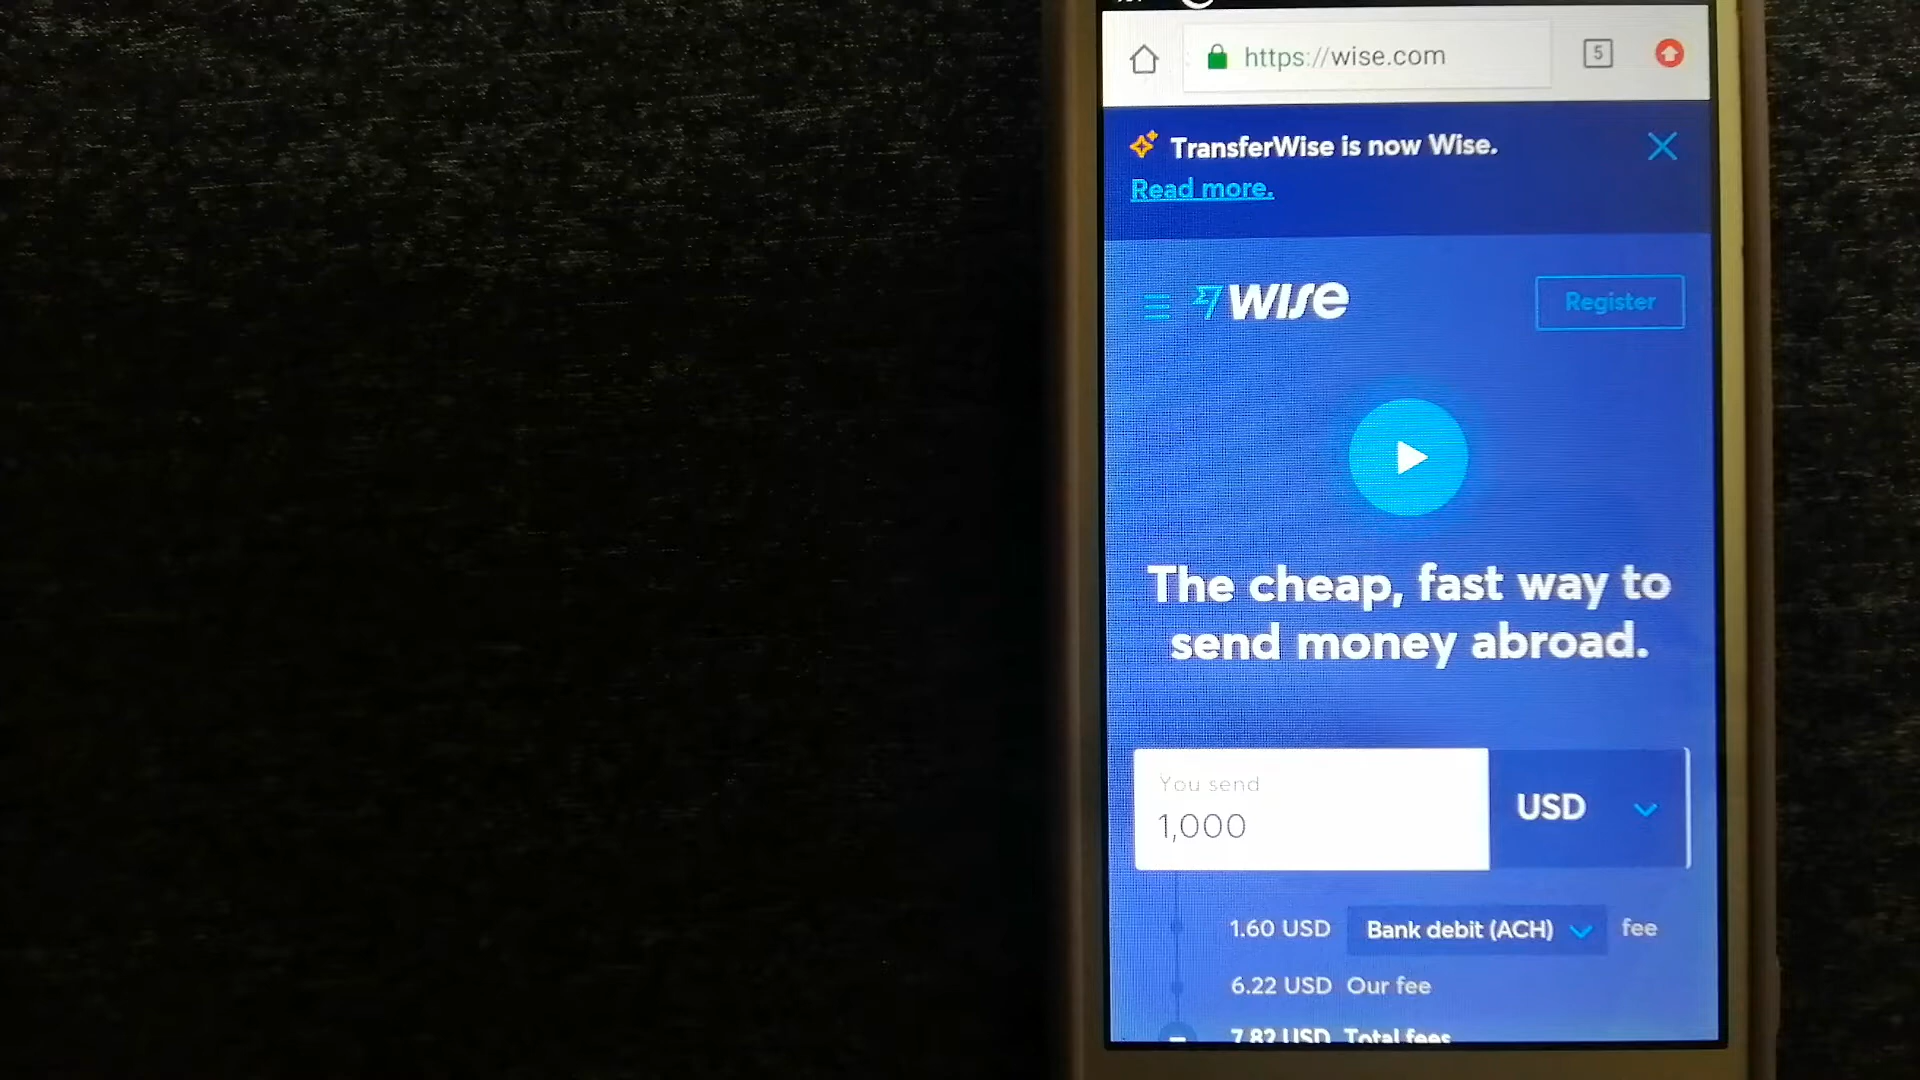 https://wise.com
5
TransferWise is now Wise.
Read more.
wise
Register
The cheap, fast way to
send money abroad.
You send
1,000
USD
1.60 USD Bank debit (ACH) fee
6.22 USD Our fee
7.82 USD Total fees